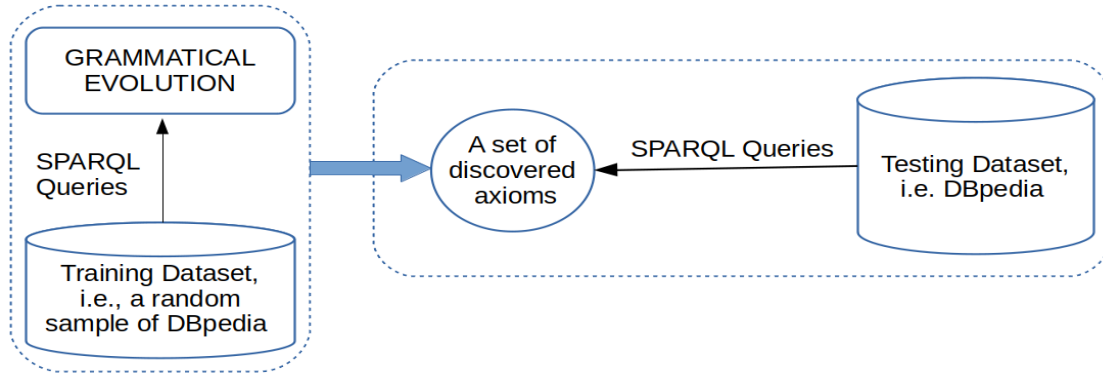 GRAMMATICAL
EVOLUTION
SPARQL
Queries
Training Dataset,
i.e., a random
sample of DBpedia
A set of
discovered
axioms
SPARQL Queries
Testing Dataset,
i.e. DBpedia